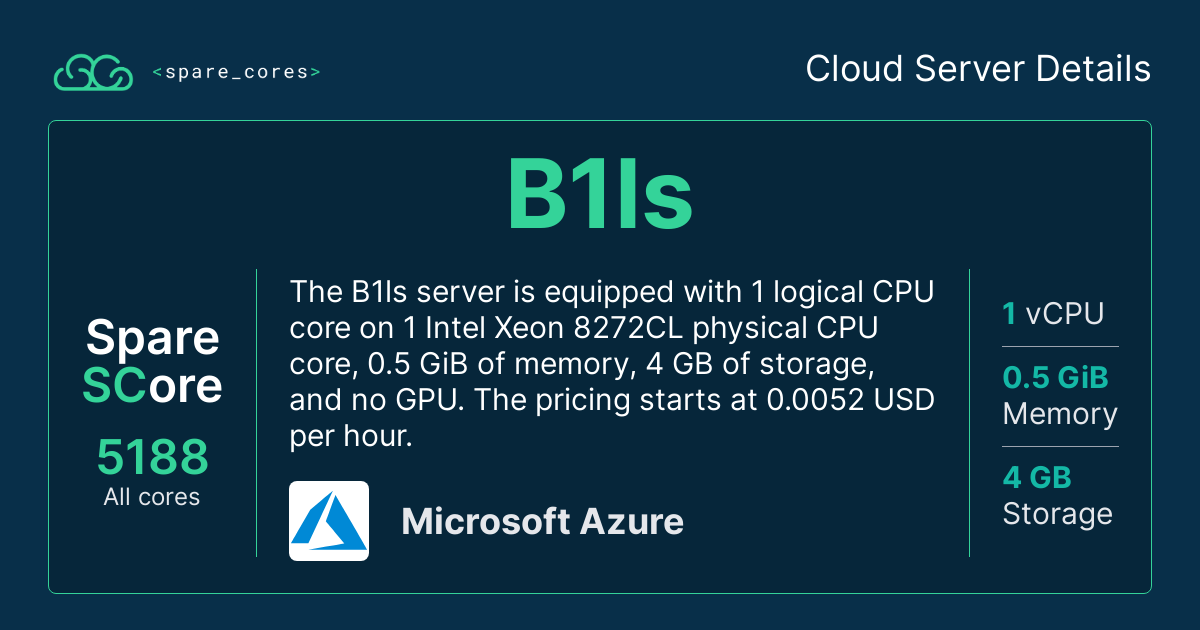 <spare_cores>
Cloud Server Details
B1ls
Spare
SCore
5188
All cores
The B1ls server is equipped with 1 logical CPU
core on 1 Intel Xeon 8272CL physical CPU
core, 0.5 GiB of memory, 4 GB of storage,
and no GPU. The pricing starts at 0.0052 USD
per hour.
Microsoft Azure
1 vCPU
0.5 GiB
Memory
4 GB
Storage